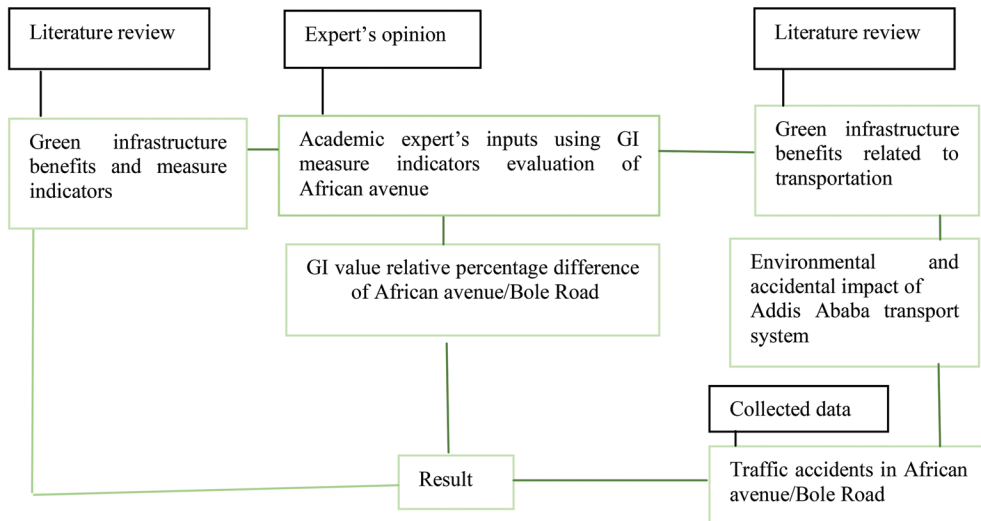 Literature review
Expert's opinion
Literature review
Green infrastructure
benefits and measure
indicators
Academic expert's inputs using GI
measure indicators evaluation of
African avenue
Green infrastructure
benefits related to
transportation
GI value relative percentage difference
of African avenue/Bole Road
Environmental and
accidental impact of
Addis Ababa transport
system
Collected data
Result
Traffic accidents in African
avenue/Bole Road